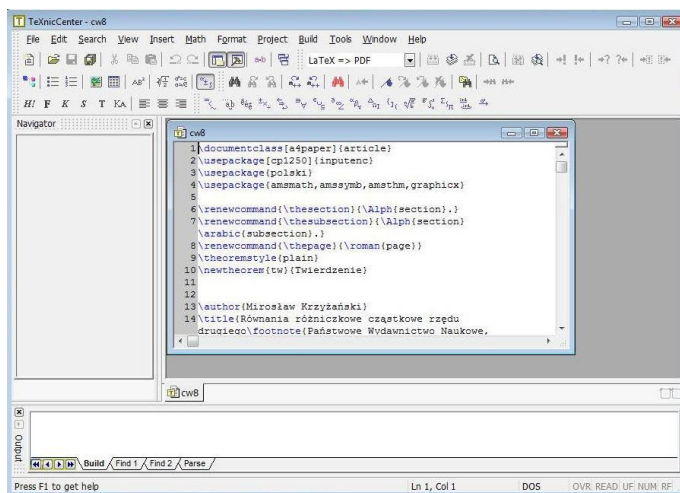 TeXnicCenter - cw8
File Edit Search View Insert Math Format Project Build Tools Window Help
LaTeX => PDF
H! F K S T KA
Navigator
cw8
1 \documentclass[a4paper]{article}
2 \usepackage[cp1250]{inputenc}
3 \usepackage{polski}
4 \usepackage{amsmath,amssymb,amsthm,graphicx}
5
6 \renewcommand{\thesection}{\Alph{section}.}
7 \renewcommand{\thesubsection}{\Alph{section}
\arabic{subsection}.}
8 \renewcommand{\thepage}{\roman{page}}
9 \theoremstyle{plain}
10 \newtheorem{tw}{Twierdzenie}
11
12
13 \author{Mirosław Krzyżański}
14 \title{Równania różniczkowe cząstkowe rzędu
drugiego\footnote{Państwowe Wydawnictwo Naukowe,
cw8
Output
Build Find 1 Find 2 Parse
Press F1 to get help Ln 1, Col 1 DOS OVR READ UF NUM RF